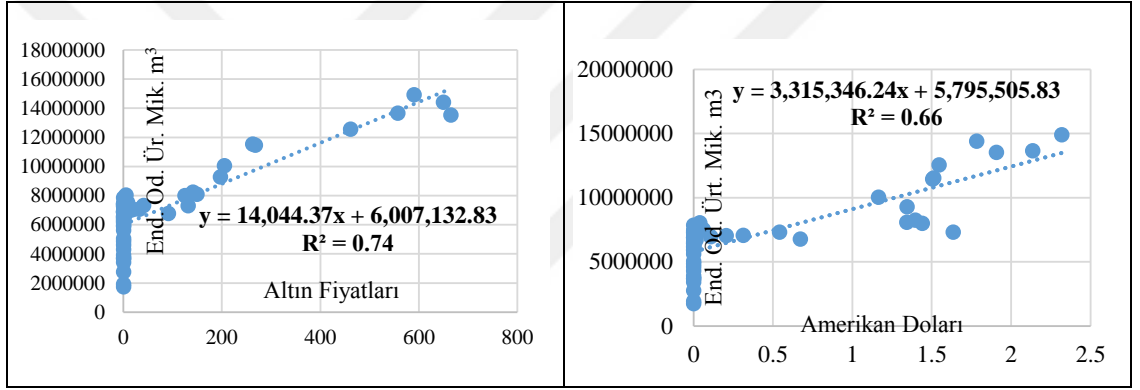 18000000
16000000
14000000
12000000
10000000
8000000
6000000
4000000
2000000
0
End. Od. Ür. Mik. m³
y = 14,044.37x + 6,007,132.83
R² = 0.74
Altın Fiyatları
0 200 400 600 800
20000000
15000000
10000000
5000000
0
End. Od. Ürt. Mik. m3
y = 3,315,346.24x + 5,795,505.83
R² = 0.66
Amerikan Doları
0 0.5 1 1.5 2 2.5